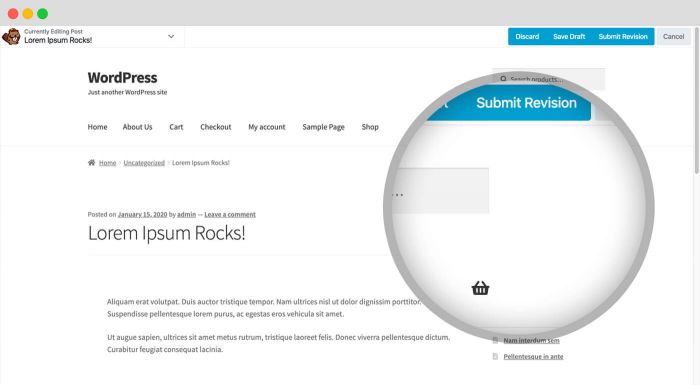 Currently Editing Post
Lorem Ipsum Rocks!
Discard Save Draft Submit Revision Cancel
WordPress
Just another WordPress site
Search products…
Submit Revision
Home About Us Cart Checkout My account Sample Page Shop
Home › Uncategorized › Lorem Ipsum Rocks!
Posted on January 15, 2020 by admin — Leave a comment
Lorem Ipsum Rocks!
Aliquam erat volutpat. Duis auctor tristique tempor. Nam ultrices nisl ut dolor dignissim porttitor.
Suspendisse pellentesque lorem purus, ac egestas eros vehicula sit amet.
Ut augue sapien, ultrices sit amet metus rutrum, tristique laoreet felis. Donec viverra pellentesque dictum.
Curabitur feugiat consequat lacinia.
Nam interdum sem
Pellentesque in ante